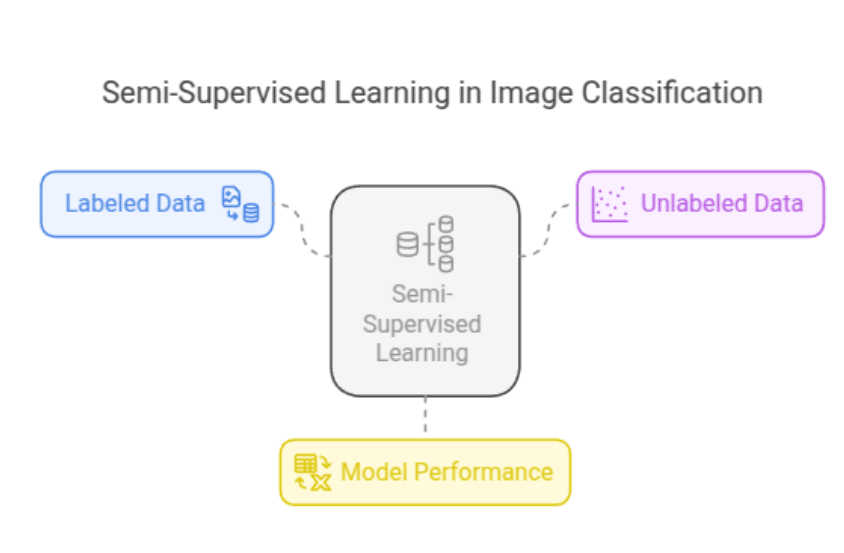 Semi-Supervised Learning in Image Classification
Labeled Data
Unlabeled Data
Semi-
Supervised
Learning
Model Performance